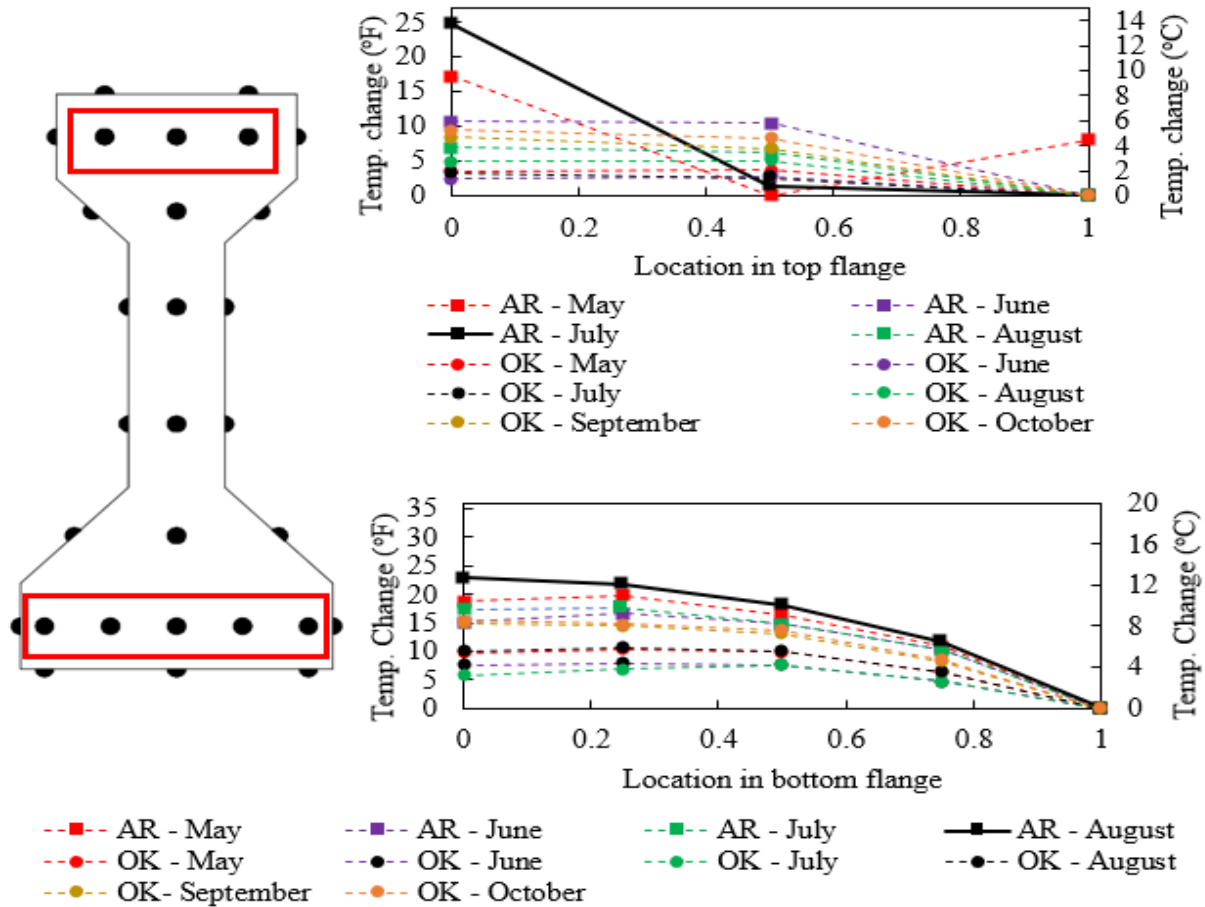 Temp. change (ºF)
25
20
15
10
5
0
14
12
10
8
6
4
2
0
Temp. change (ºC)
0 0.2 0.4 0.6 0.8 1
Location in top flange
AR - May AR - June
AR - July AR - August
OK - May OK - June
OK - July OK - August
OK - September OK - October
Temp. Change (ºF)
35
30
25
20
15
10
5
0
20
16
12
8
4
0
Temp. Change (ºC)
0 0.2 0.4 0.6 0.8 1
Location in bottom flange
AR - May AR - June AR - July AR - August
OK - May OK - June OK - July OK - August
OK- September OK - October